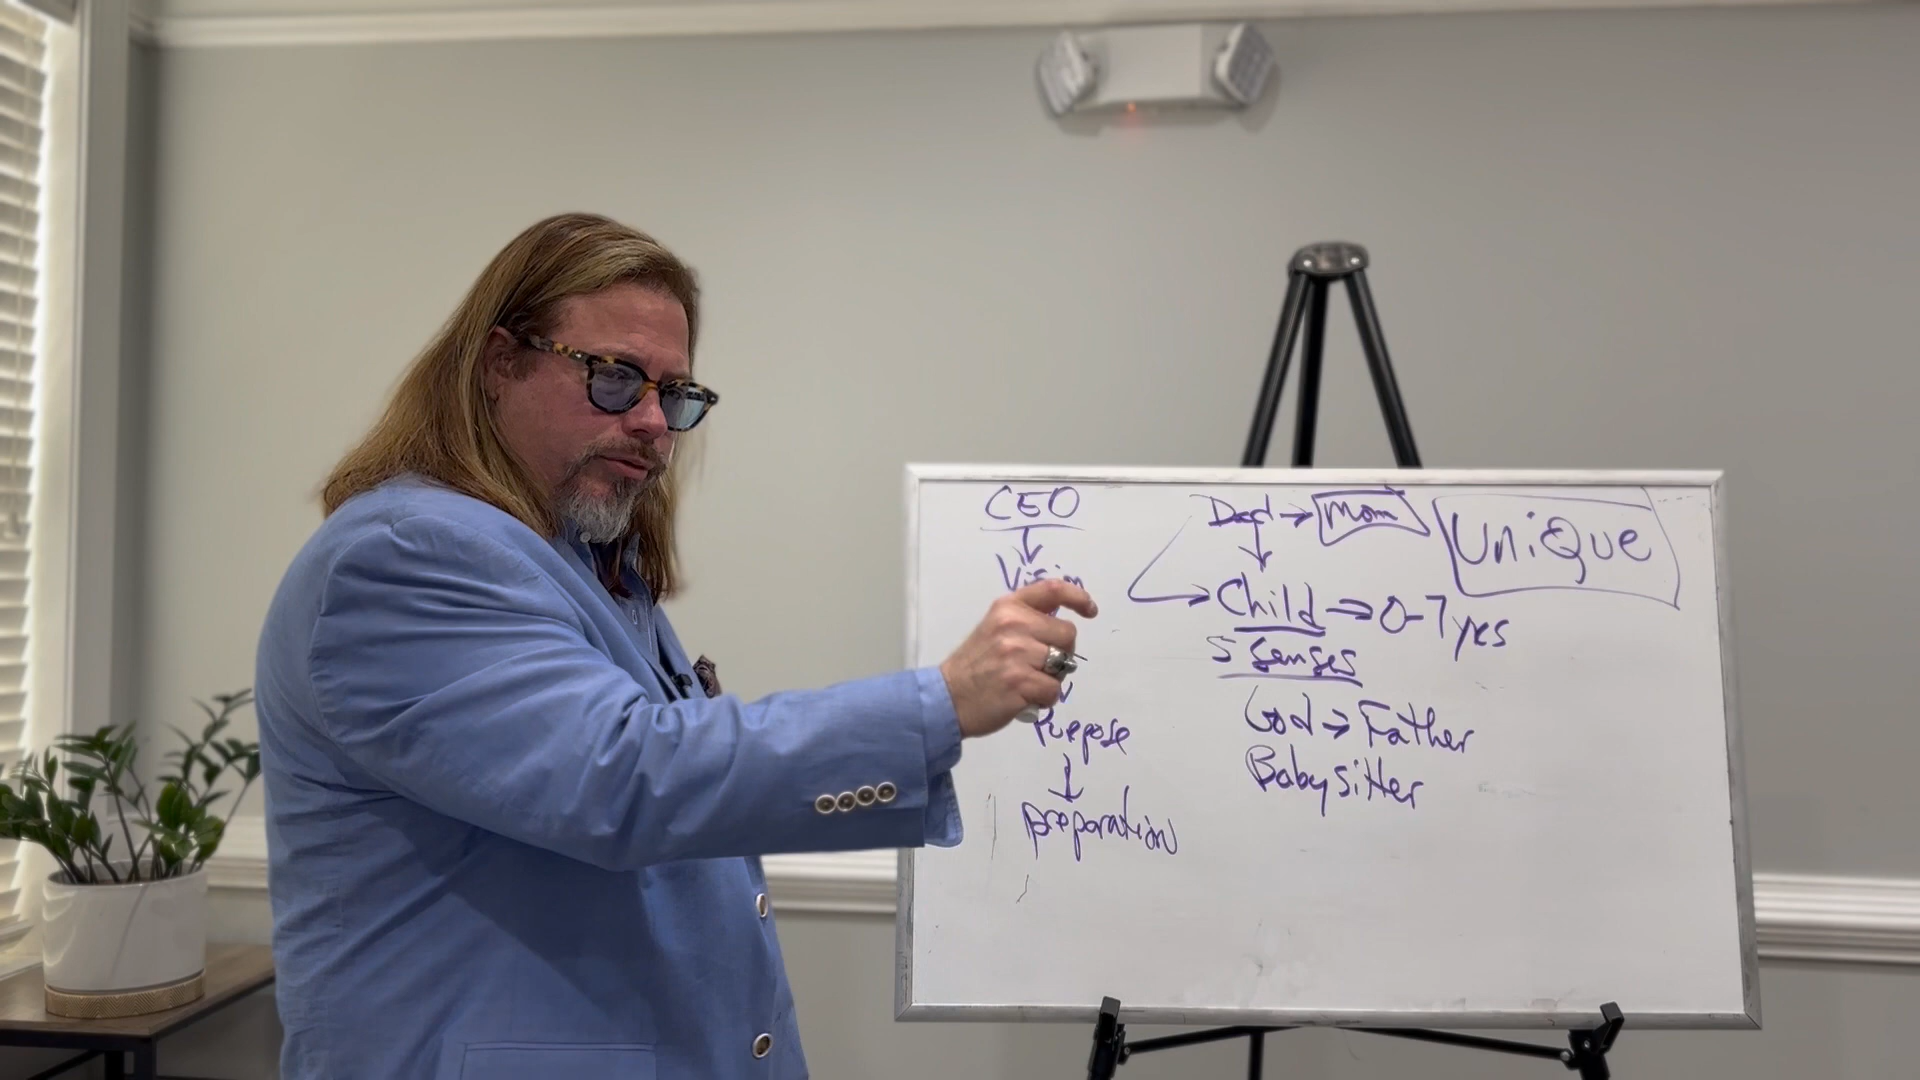 CEO
Vision
Purpose
preparation
Dad → Mom
UniQue
Child → 0-7 yrs
5 Senses
God → Father
Babysitter